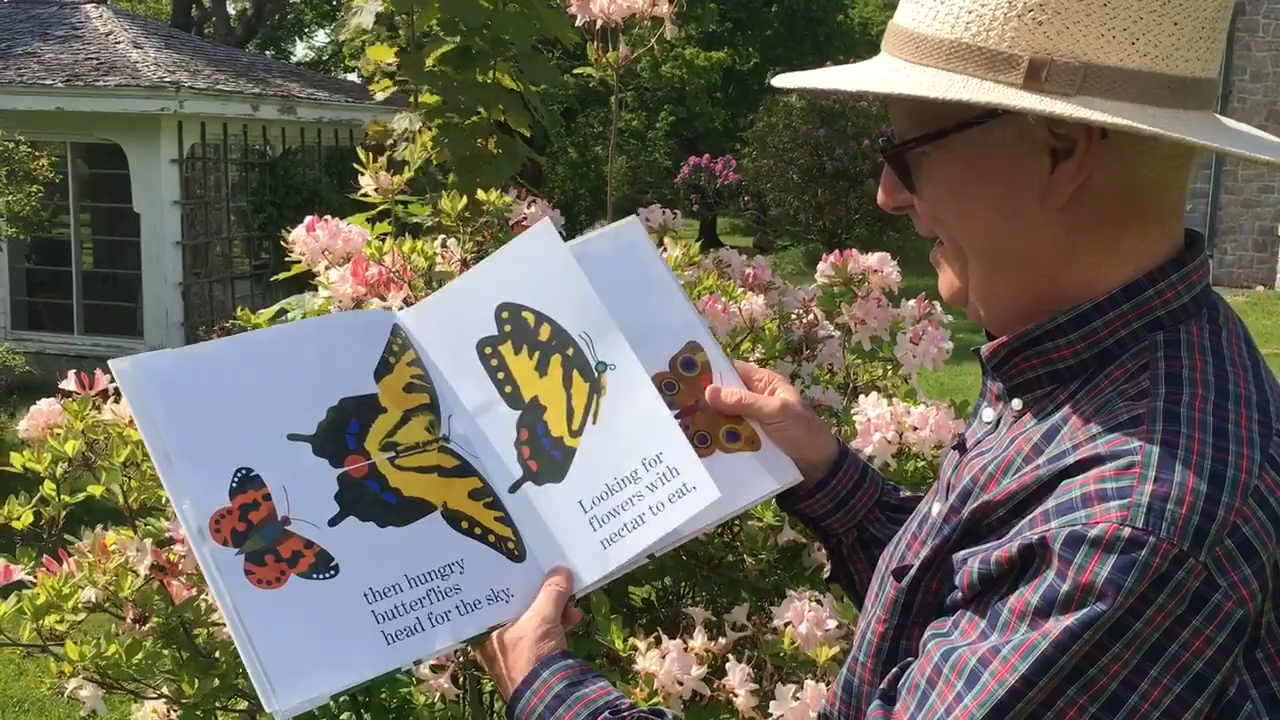 then hungry
butterflies
head for the sky.
Looking for
flowers with
nectar to eat,